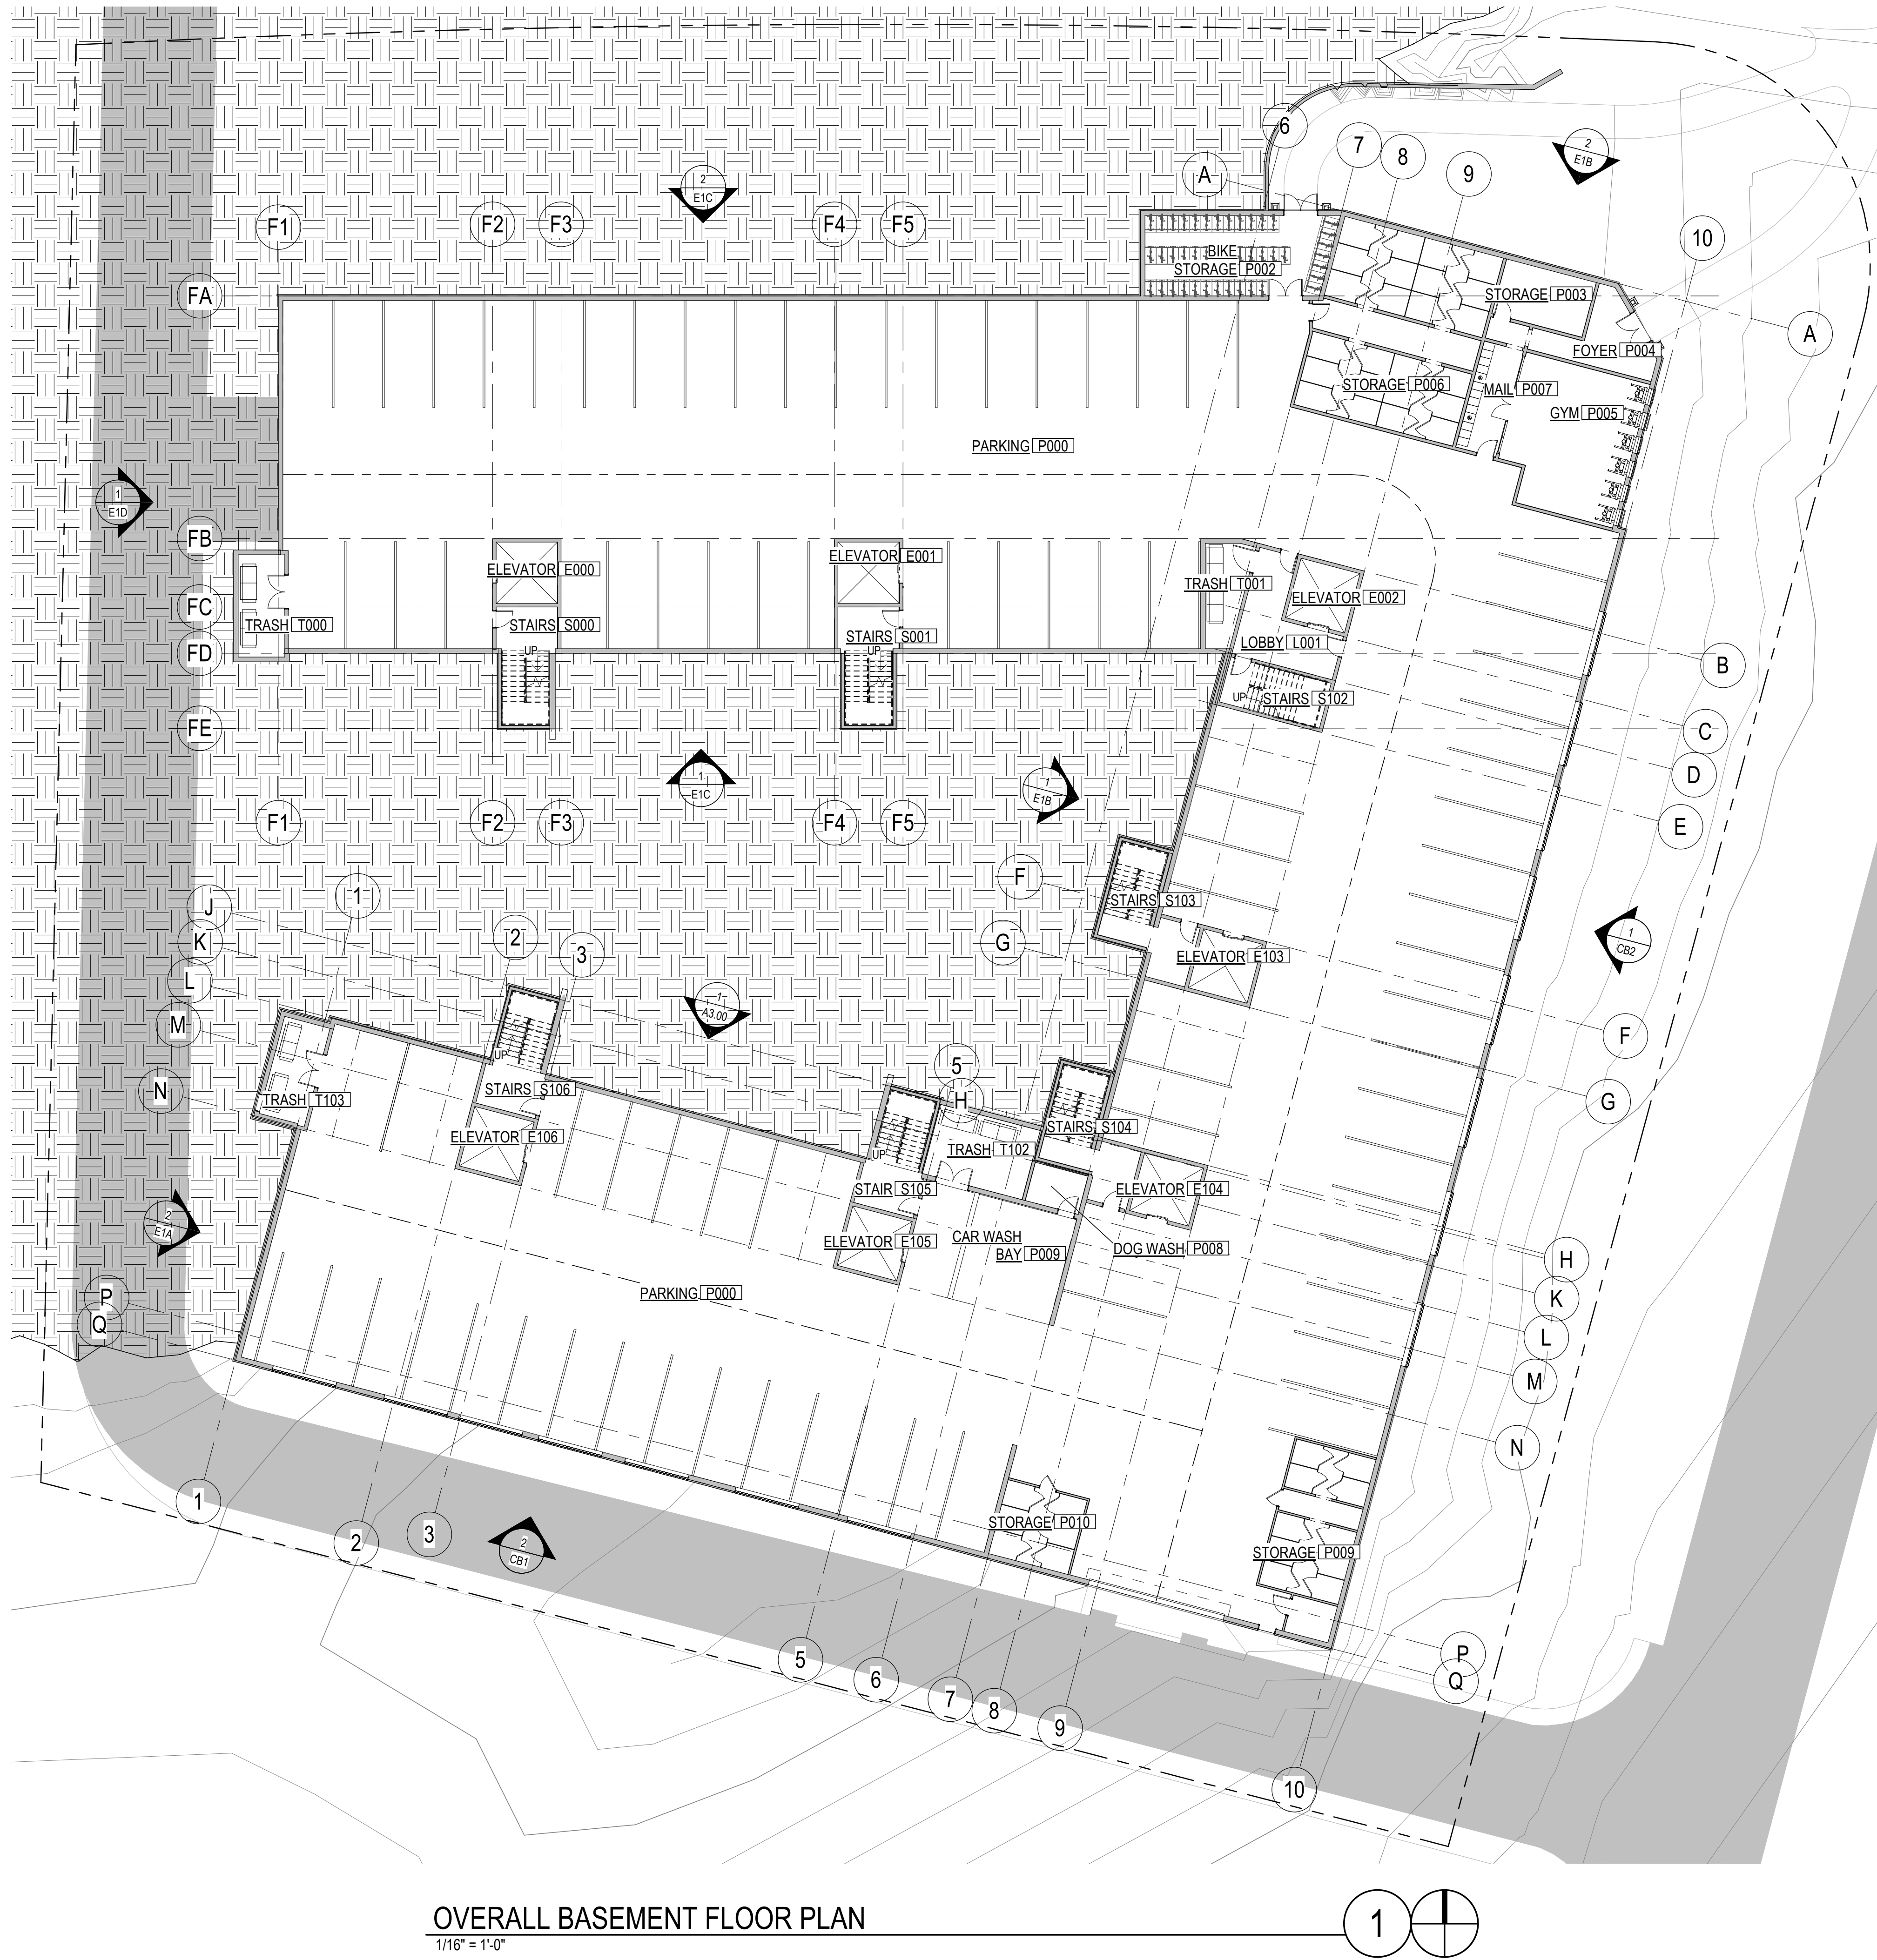 6
7
8
9
A
2
E1B
2
E1C
F1
F2
F3
F4
F5
10
BIKE
STORAGE P002
FA
STORAGE P003
A
FOYER P004
STORAGE P006
MAIL P007
GYM P005
PARKING P000
1
E1D
FB
ELEVATOR E000
ELEVATOR E001
TRASH T001
ELEVATOR E002
FC
TRASH T000
STAIRS S000
STAIRS S001
LOBBY L001
FD
UP
UP
B
UP
STAIRS S102
FE
C
D
1
E1C
1
E1B
F1
F2
F3
F4
F5
E
F
J
1
STAIRS S103
K
2
3
G
1
CB2
L
ELEVATOR E103
M
1
A3.00
F
UP
5
N
STAIRS S106
H
TRASH T103
G
ELEVATOR E106
STAIRS S104
TRASH T102
UP
STAIR S105
ELEVATOR E104
2
E1A
ELEVATOR E105
CAR WASH
BAY P009
DOG WASH P008
H
P
PARKING P000
K
Q
L
M
N
1
2
3
2
CB1
STORAGE P010
STORAGE P009
5
6
7
8
9
P
Q
10
OVERALL BASEMENT FLOOR PLAN
1
1/16" = 1'-0"